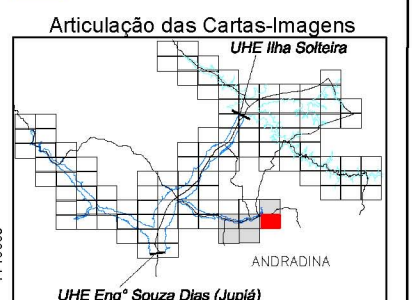 Articulação das Cartas-Imagens
UHE Ilha Solteira
ANDRADINA
UHE Engº Souza Dias (Jupiá)